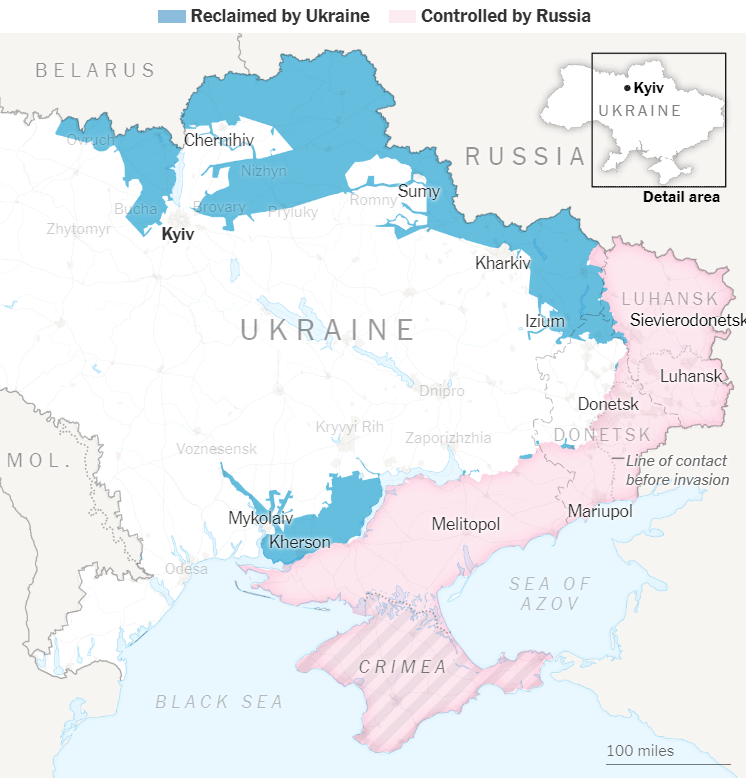 Reclaimed by Ukraine
Controlled by Russia
BELARUS
Kyiv
UKRAINE
RUSSIA
Detail area
Ovruch
Chernihiv
Nizhyn
Sumy
Romny
Bucha
Brovary
Pryluky
Zhytomyr
Kyiv
Kharkiv
LUHANSK
Izium
Sievierodonetsk
UKRAINE
Luhansk
Dnipro
Donetsk
Kryvyi Rih
DONETSK
Zaporizhzhia
Voznesensk
MOL.
Line of contact
before invasion
Mykolaiv
Melitopol
Mariupol
Kherson
Odesa
SEA OF
AZOV
CRIMEA
BLACK SEA
100 miles